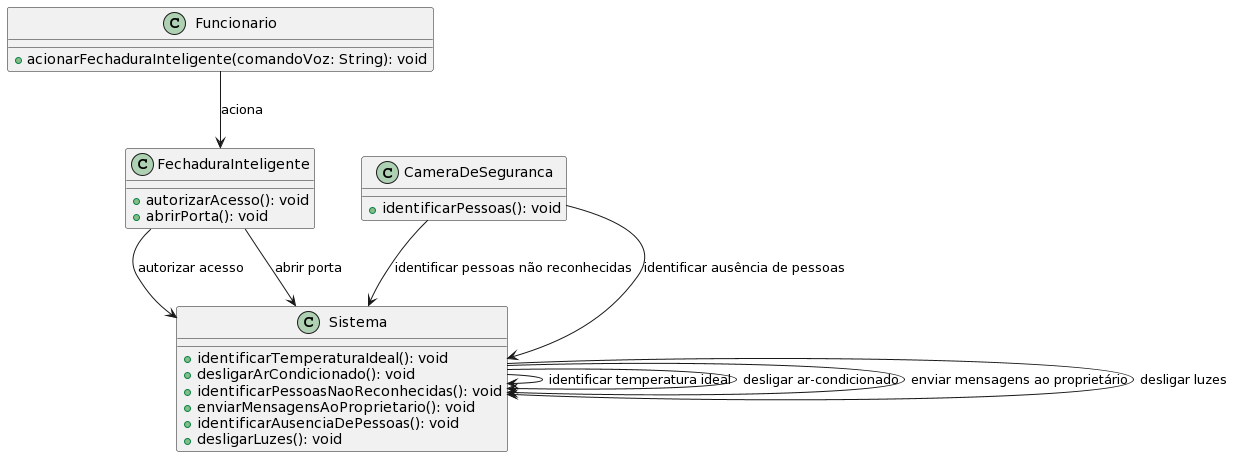 C Funcionario
acionarFechaduraInteligente(comandoVoz: String): void
aciona
C FechaduraInteligente
autorizarAcesso(): void
abrirPorta(): void
C CameraDeSeguranca
identificarPessoas(): void
autorizar acesso
abrir porta
identificar pessoas não reconhecidas
identificar ausência de pessoas
C Sistema
identificarTemperaturaIdeal(): void
desligarArCondicionado(): void
identificarPessoasNaoReconhecidas(): void
enviarMensagensAoProprietario(): void
identificarAusenciaDePessoas(): void
desligarLuzes(): void
identificar temperatura ideal
desligar ar-condicionado
enviar mensagens ao proprietário
desligar luzes